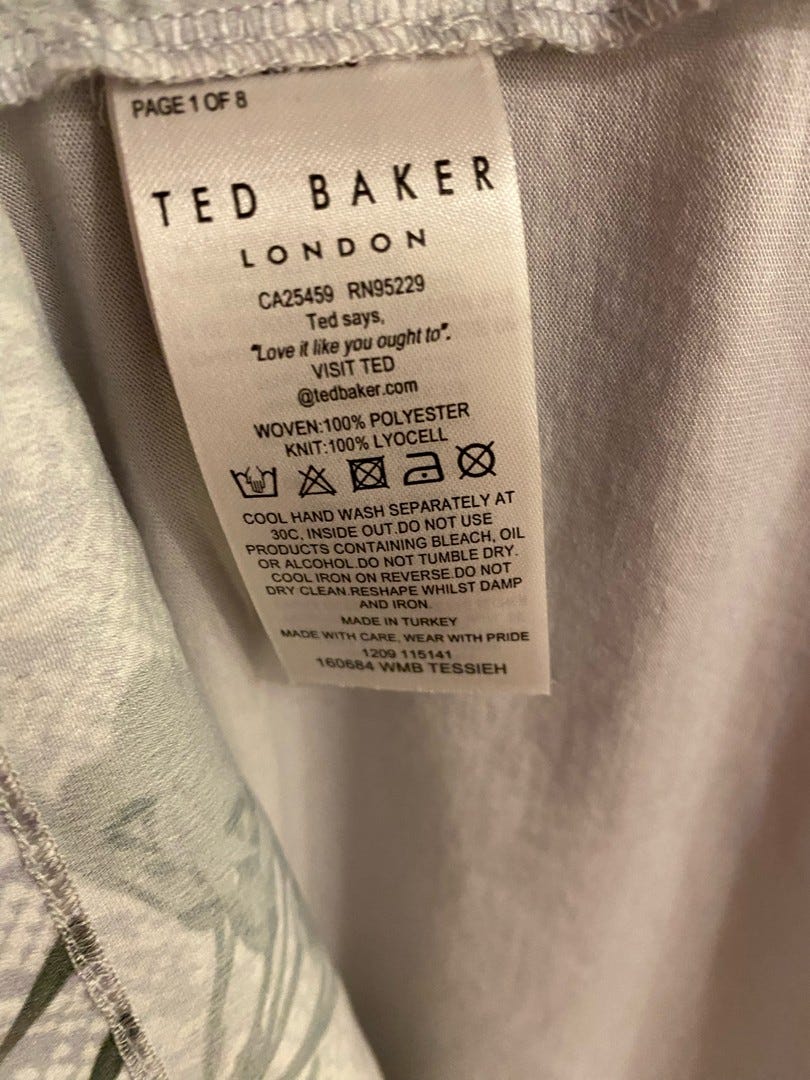 PAGE 1 OF 8
TED BAKER
LONDON
CA25459 RN95229
Ted says,
"Love it like you ought to".
VISIT TED
@tedbaker.com
WOVEN:100% POLYESTER
KNIT:100% LYOCELL
COOL HAND WASH SEPARATELY AT
30C, INSIDE OUT.DO NOT USE
PRODUCTS CONTAINING BLEACH, OIL
OR ALCOHOL.DO NOT TUMBLE DRY.
COOL IRON ON REVERSE.DO NOT
DRY CLEAN.RESHAPE WHILST DAMP
AND IRON.
MADE IN TURKEY
MADE WITH CARE, WEAR WITH PRIDE
1209 115141
160684 WMB TESSIEH